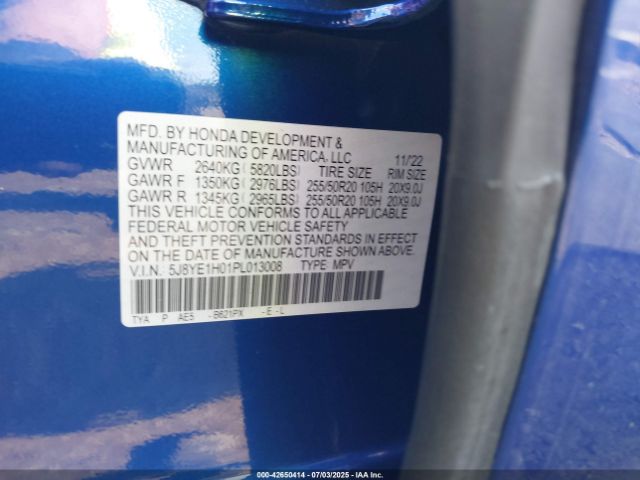 MFD. BY HONDA DEVELOPMENT &
MANUFACTURING OF AMERICA, LLC 11/'22
GVWR 2640KG ( 5820LBS) TIRE SIZE RIM SIZE
GAWR F 1350KG ( 2976LBS) 255/50R20 105H 20X9.0J
GAWR R 1345KG ( 2965LBS) 255/50R20 105H 20X9.0J
THIS VEHICLE CONFORMS TO ALL APPLICABLE
FEDERAL MOTOR VEHICLE SAFETY
AND THEFT PREVENTION STANDARDS IN EFFECT
ON THE DATE OF MANUFACTURE SHOWN ABOVE.
V.I.N. 5J8YE1H01PL013008 TYPE: MPV
TYA P AE5 -B621PX -E -L
000-42650414 - 07/03/2025 - IAA Inc.